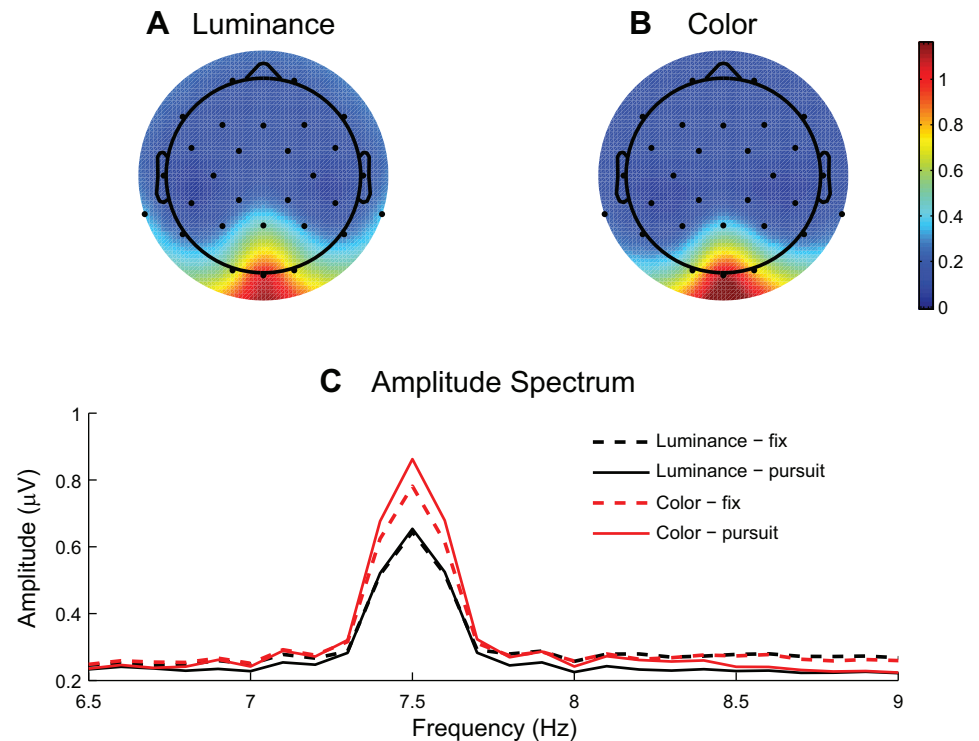 A Luminance
B Color
1
0.8
0.6
0.4
0.2
0
C Amplitude Spectrum
1
0.8
0.6
0.4
0.2
Amplitude (μV)
Luminance – fix
Luminance – pursuit
Color – fix
Color – pursuit
6.5 7 7.5 8 8.5 9
Frequency (Hz)